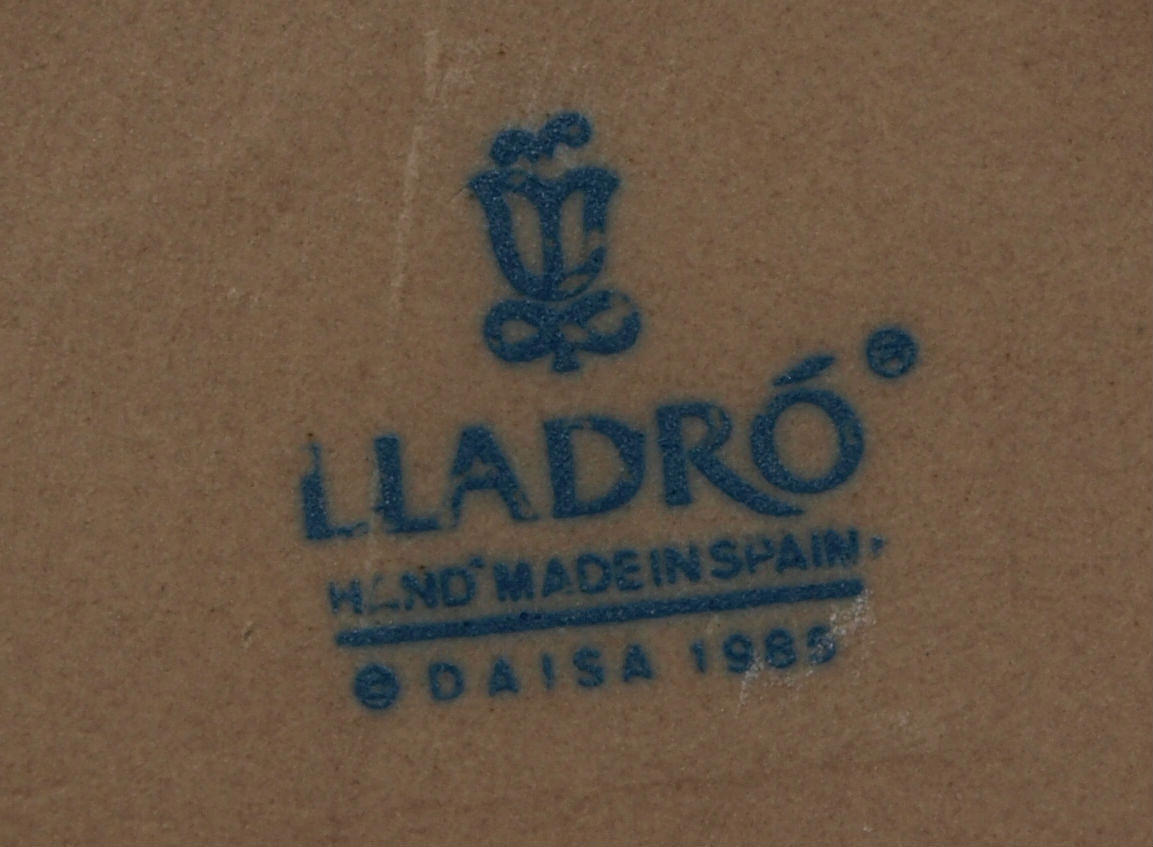 LLADRÓ ®
HAND MADE IN SPAIN
© DAISA 1985